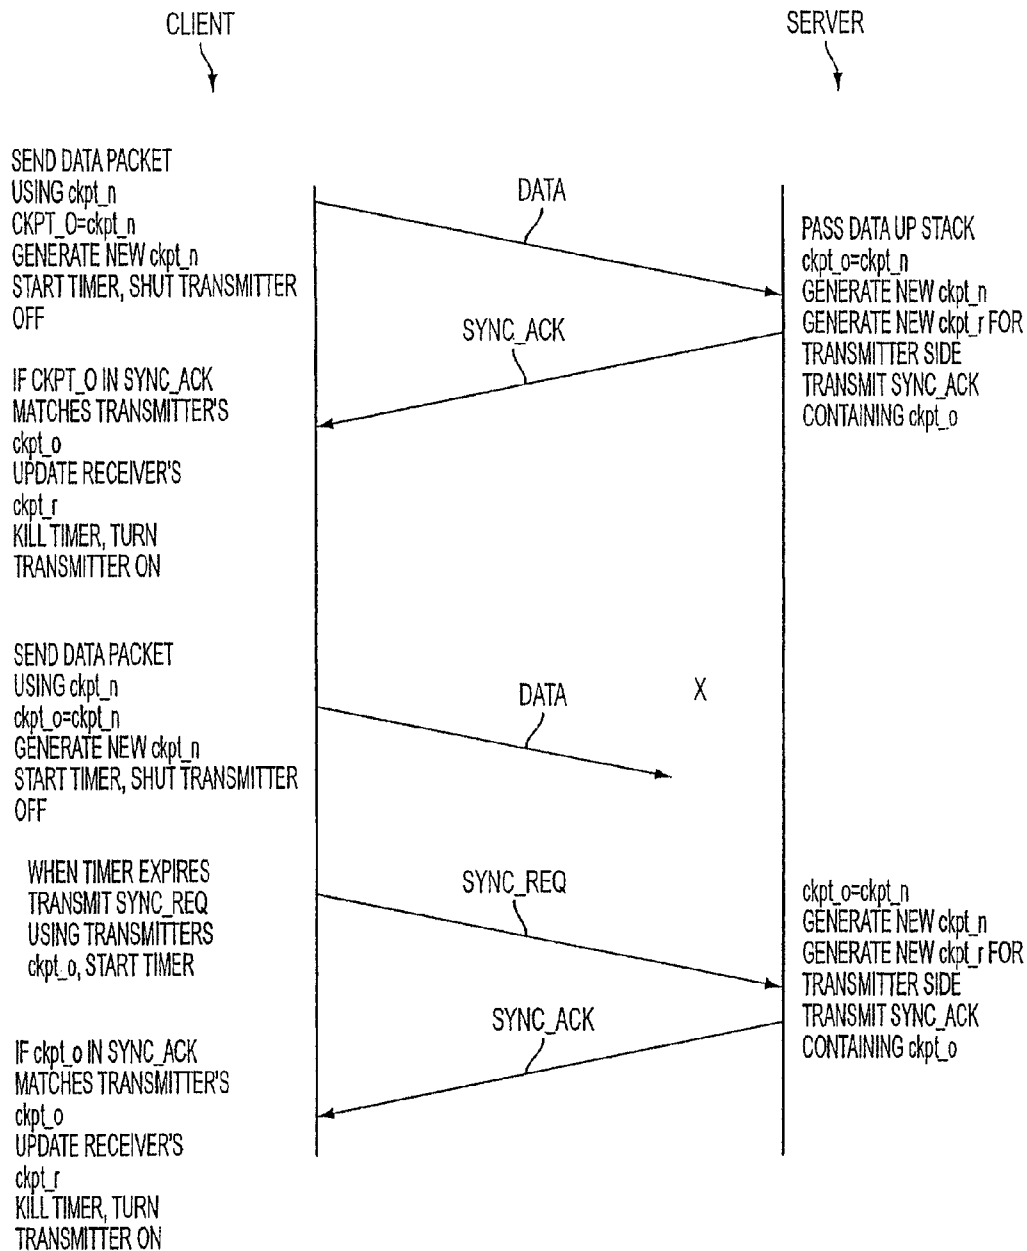 CLIENT
SERVER
SEND DATA PACKET
USING ckpt_n
CKPT_O=ckpt_n
GENERATE NEW ckpt_n
START TIMER, SHUT TRANSMITTER
OFF
DATA
PASS DATA UP STACK
ckpt_o=ckpt_n
GENERATE NEW ckpt_n
GENERATE NEW ckpt_r FOR
TRANSMITTER SIDE
TRANSMIT SYNC_ACK
CONTAINING ckpt_o
SYNC_ACK
IF CKPT_O IN SYNC_ACK
MATCHES TRANSMITTER'S
ckpt_o
UPDATE RECEIVER'S
ckpt_r
KILL TIMER, TURN
TRANSMITTER ON
SEND DATA PACKET
USING ckpt_n
ckpt_o=ckpt_n
GENERATE NEW ckpt_n
START TIMER, SHUT TRANSMITTER
OFF
DATA
X
WHEN TIMER EXPIRES
TRANSMIT SYNC_REQ
USING TRANSMITTERS
ckpt_o, START TIMER
SYNC_REQ
ckpt_o=ckpt_n
GENERATE NEW ckpt_n
GENERATE NEW ckpt_r FOR
TRANSMITTER SIDE
TRANSMIT SYNC_ACK
CONTAINING ckpt_o
SYNC_ACK
IF ckpt_o IN SYNC_ACK
MATCHES TRANSMITTER'S
ckpt_o
UPDATE RECEIVER'S
ckpt_r
KILL TIMER, TURN
TRANSMITTER ON